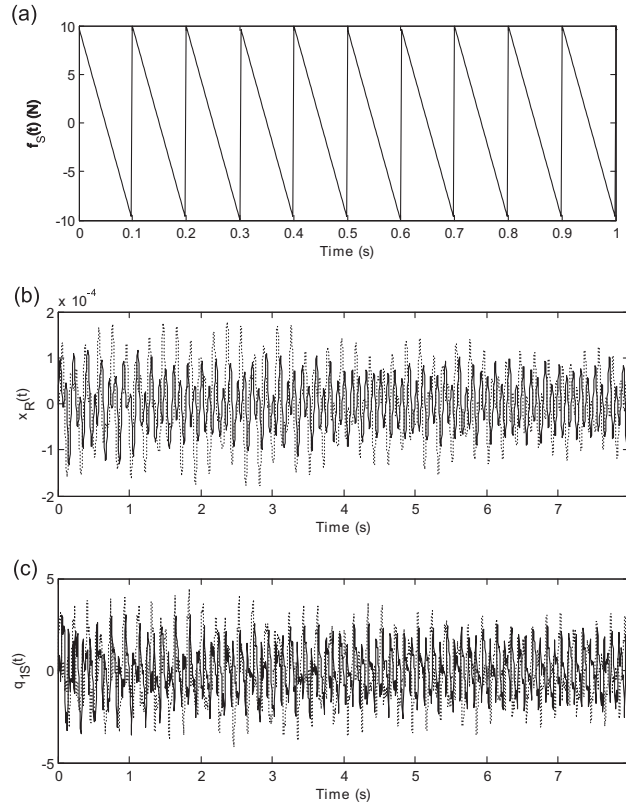 (a)
10
5
0
-5
-10
f_S(t) (N)
0 0.1 0.2 0.3 0.4 0.5 0.6 0.7 0.8 0.9 1
Time (s)
(b)
x 10^-4
2
1
0
-1
-2
x_R(t)
0 1 2 3 4 5 6 7
Time (s)
(c)
5
0
-5
q_1S(t)
0 1 2 3 4 5 6 7
Time (s)